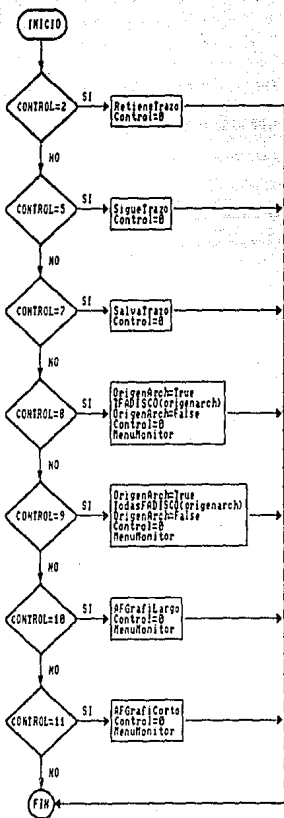 INICIO
CONTROL=2
SI
RetieneTrazo
Control=0
NO
CONTROL=5
SI
SigueTrazo
Control=0
NO
CONTROL=7
SI
SalvaTrazo
Control=0
NO
CONTROL=8
SI
OrigenArch=True
TFADISCO(origenarch)
OrigenArch=False
Control=0
MenuMonitor
NO
CONTROL=9
SI
OrigenArch=True
TodasFADISCO(origenarch)
OrigenArch=False
Control=0
MenuMonitor
NO
CONTROL=10
SI
AFGrafiLargo
Control=0
MenuMonitor
NO
CONTROL=11
SI
AFGrafiCorto
Control=0
MenuMonitor
NO
FIN